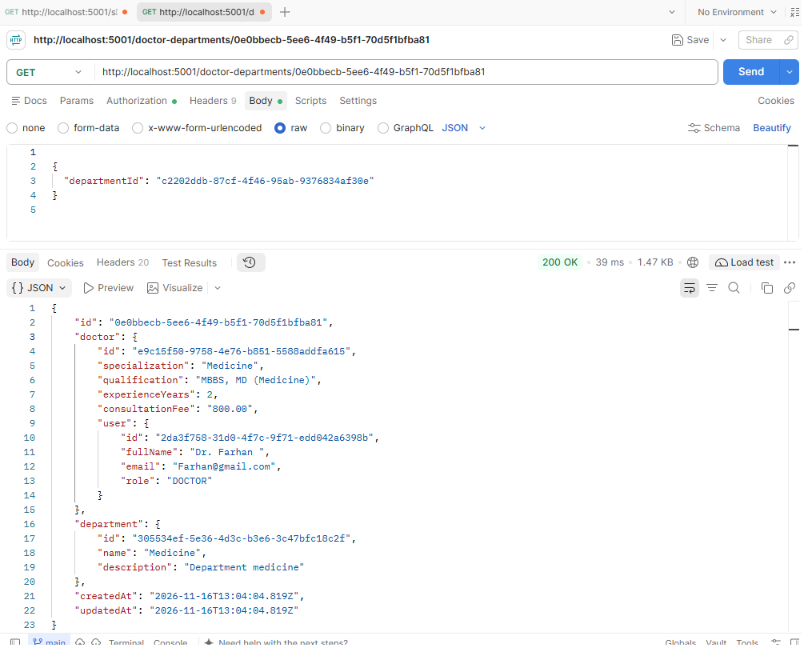 GET http://localhost:5001/s
GET http://localhost:5001/d
No Environment
HTTP
http://localhost:5001/doctor-departments/0e0bbecb-5ee6-4f49-b5f1-70d5f1bfba81
Save
Share
GET
http://localhost:5001/doctor-departments/0e0bbecb-5ee6-4f49-b5f1-70d5f1bfba81
Send
Docs Params Authorization Headers 9 Body Scripts Settings Cookies
none form-data x-www-form-urlencoded raw binary GraphQL JSON Schema Beautify
1
2 {
3 "departmentId": "c2202ddb-87cf-4f46-95ab-9376834af30e"
4 }
5
Body Cookies Headers 20 Test Results 200 OK • 39 ms • 1.47 KB • Load test
{} JSON Preview Visualize
1 {
2 "id": "0e0bbecb-5ee6-4f49-b5f1-70d5f1bfba81",
3 "doctor": {
4 "id": "e9c15f50-9758-4e76-b851-5588addfa615",
5 "specialization": "Medicine",
6 "qualification": "MBBS, MD (Medicine)",
7 "experienceYears": 2,
8 "consultationFee": "800.00",
9 "user": {
10 "id": "2da3f758-31d0-4f7c-9f71-edd042a6398b",
11 "fullName": "Dr. Farhan ",
12 "email": "Farhan@gmail.com",
13 "role": "DOCTOR"
14 }
15 },
16 "department": {
17 "id": "305534ef-5e36-4d3c-b3e6-3c47bfc18c2f",
18 "name": "Medicine",
19 "description": "Department medicine"
20 },
21 "createdAt": "2026-11-16T13:04:04.819Z",
22 "updatedAt": "2026-11-16T13:04:04.819Z"
23 }
main Terminal Console Need help with the next steps? Globals Vault Tools